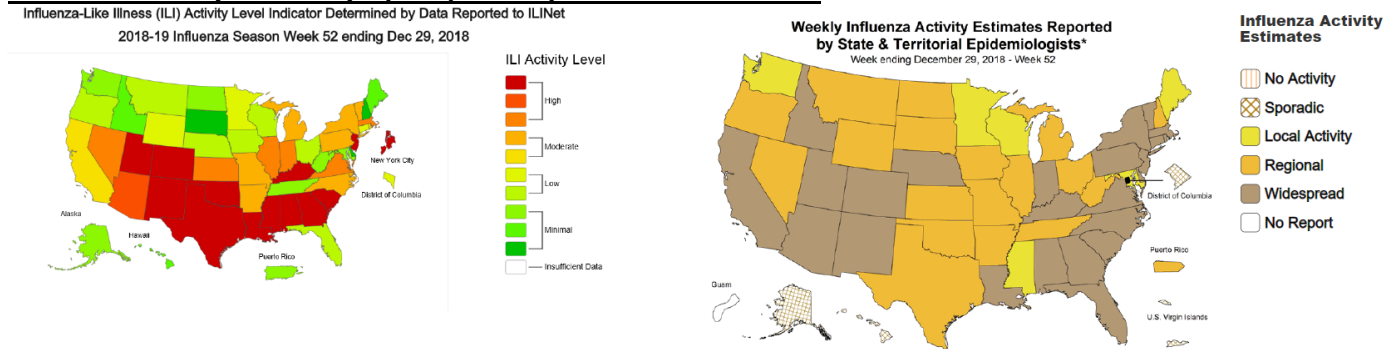 Influenza-Like Illness (ILI) Activity Level Indicator Determined by Data Reported to ILINet
2018-19 Influenza Season Week 52 ending Dec 29, 2018
ILI Activity Level
High
Moderate
Low
Minimal
Insufficient Data
New York City
District of Columbia
Alaska
Hawaii
Puerto Rico
Weekly Influenza Activity Estimates Reported
by State & Territorial Epidemiologists*
Week ending December 29, 2018 - Week 52
District of Columbia
Puerto Rico
Guam
U.S. Virgin Islands
Influenza Activity
Estimates
No Activity
Sporadic
Local Activity
Regional
Widespread
No Report